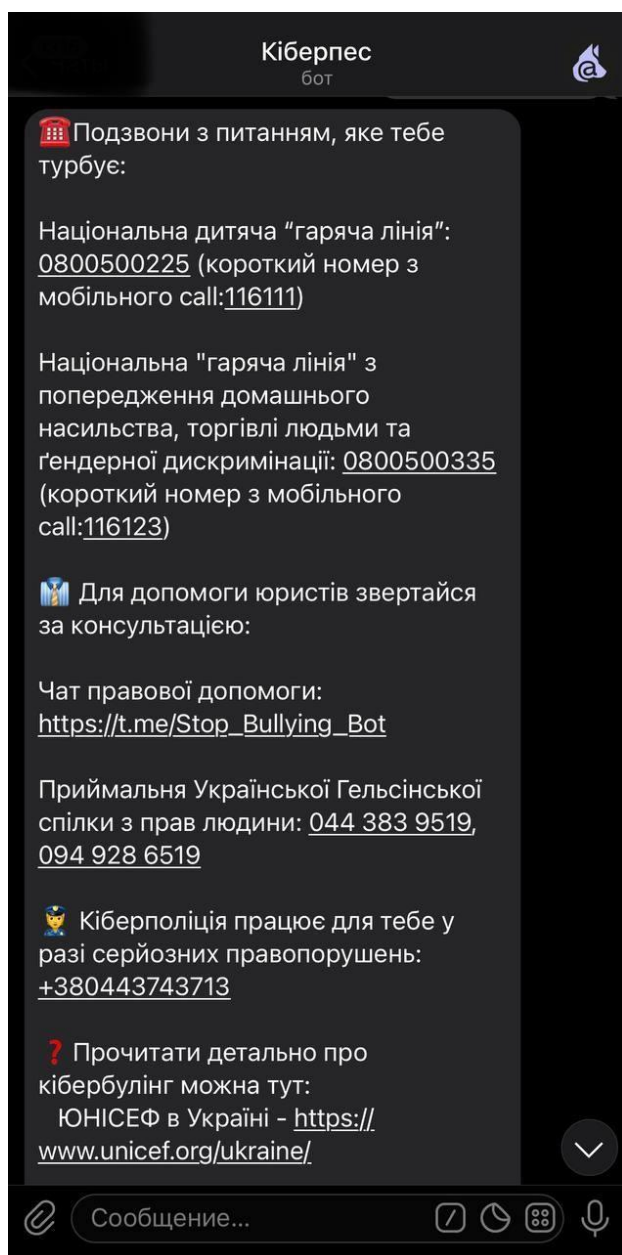 Кіберпес
бот
Подзвони з питанням, яке тебе
турбує:
Національна дитяча “гаряча лінія”:
0800500225 (короткий номер з
мобільного call:116111)
Національна "гаряча лінія" з
попередження домашнього
насильства, торгівлі людьми та
ґендерної дискримінації: 0800500335
(короткий номер з мобільного
call:116123)
Для допомоги юристів звертайся
за консультацією:
Чат правової допомоги:
https://t.me/Stop_Bullying_Bot
Приймальня Української Гельсінської
спілки з прав людини: 044 383 9519,
094 928 6519
Кіберполіція працює для тебе у
разі серйозних правопорушень:
+380443743713
Прочитати детально про
кібербулінг можна тут:
ЮНІСЕФ в Україні - https://
www.unicef.org/ukraine/
Сообщение...